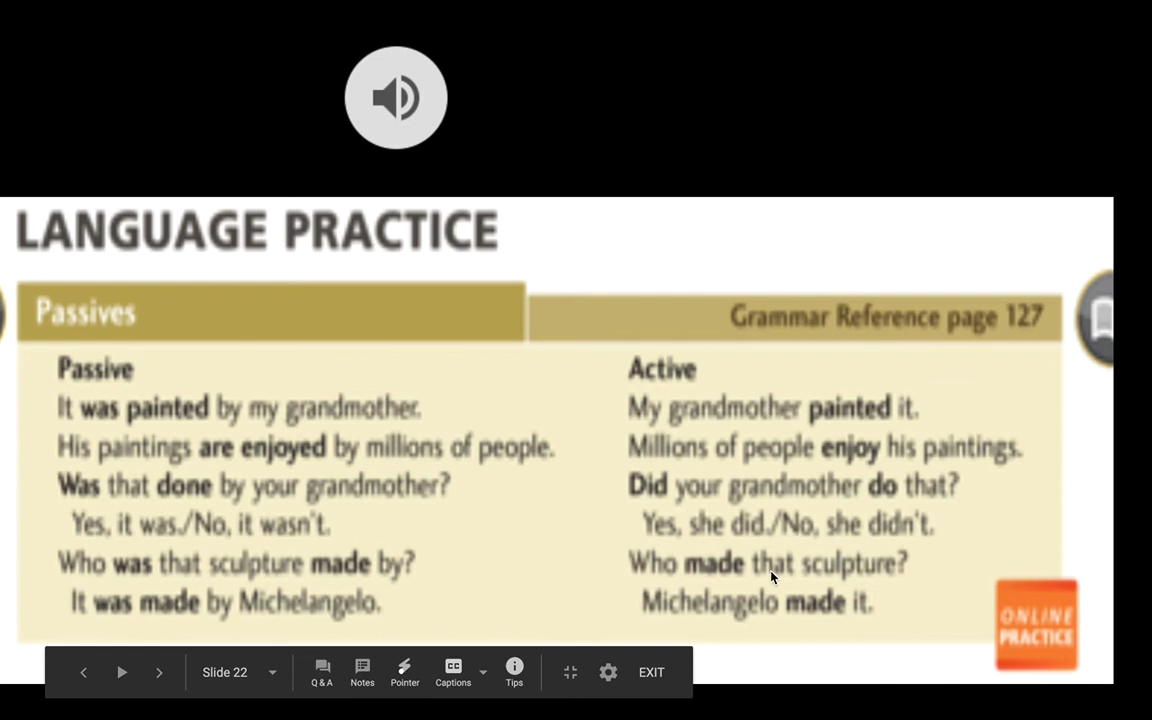 LANGUAGE PRACTICE
Passives
Grammar Reference page 127
Passive
It was painted by my grandmother.
His paintings are enjoyed by millions of people.
Was that done by your grandmother?
Yes, it was./No, it wasn't.
Who was that sculpture made by?
It was made by Michelangelo.
Active
My grandmother painted it.
Millions of people enjoy his paintings.
Did your grandmother do that?
Yes, she did./No, she didn't.
Who made that sculpture?
Michelangelo made it.
ONLINE
PRACTICE
Slide 22
Q & A
Notes
Pointer
CC
Captions
Tips
EXIT